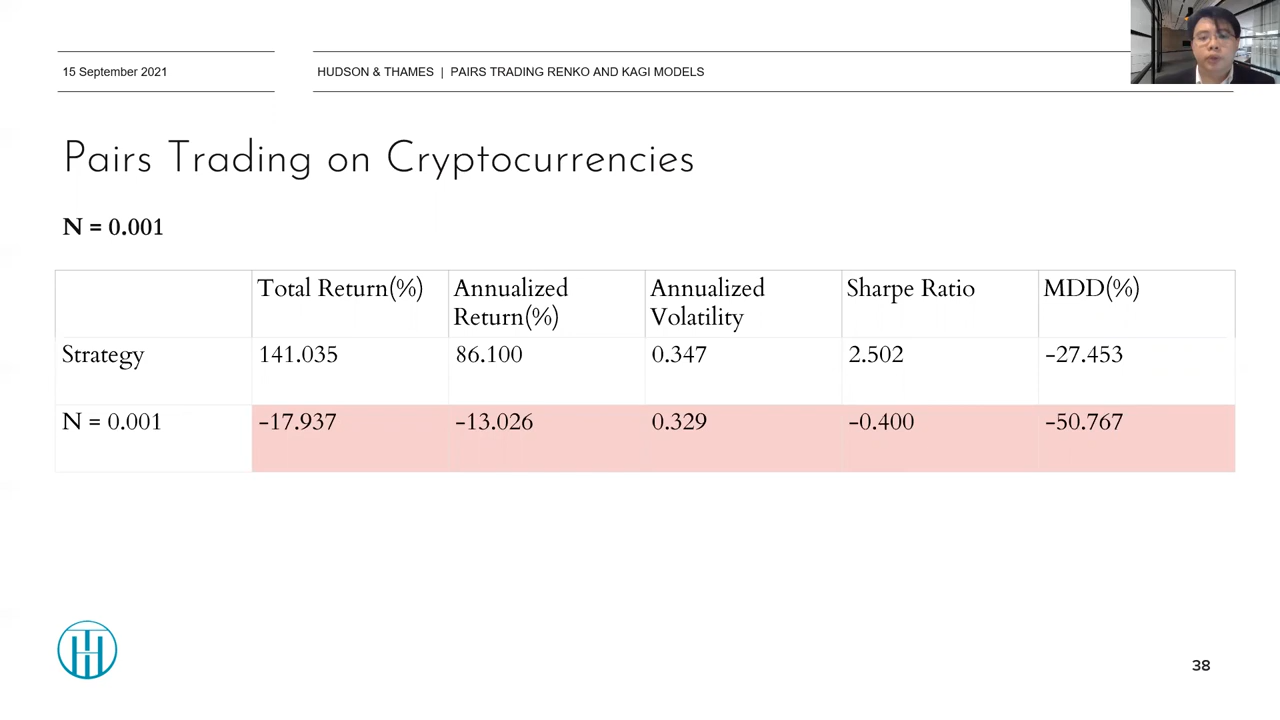 15 September 2021
HUDSON & THAMES | PAIRS TRADING RENKO AND KAGI MODELS
Pairs Trading on Cryptocurrencies
N = 0.001
Total Return(%) Annualized Return(%) Annualized Volatility Sharpe Ratio MDD(%)
Strategy 141.035 86.100 0.347 2.502 -27.453
N = 0.001 -17.937 -13.026 0.329 -0.400 -50.767
38